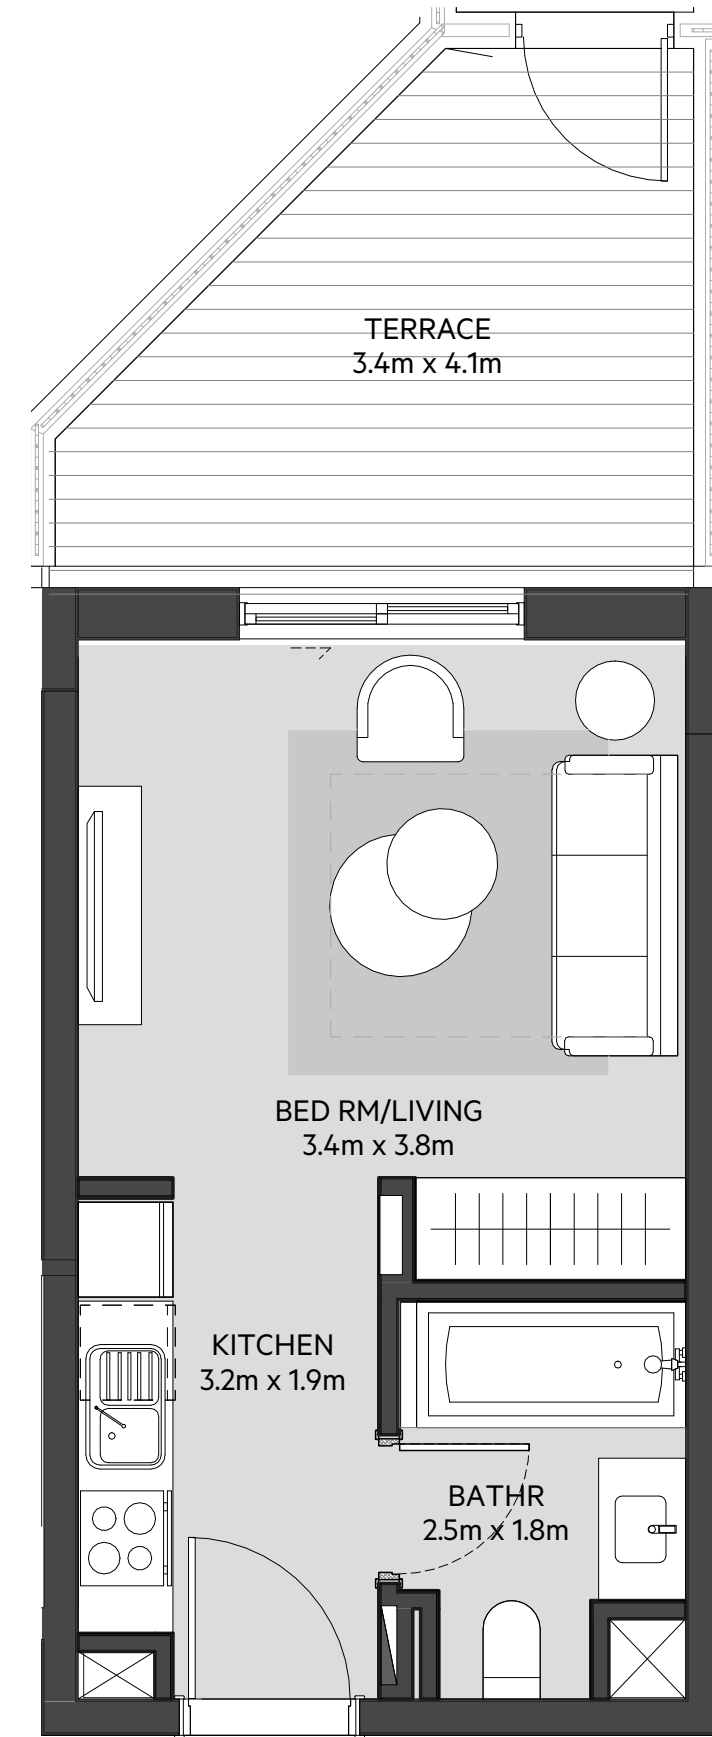 TERRACE
3.4m x 4.1m
BED RM/LIVING
3.4m x 3.8m
KITCHEN
3.2m x 1.9m
BATHR
2.5m x 1.8m